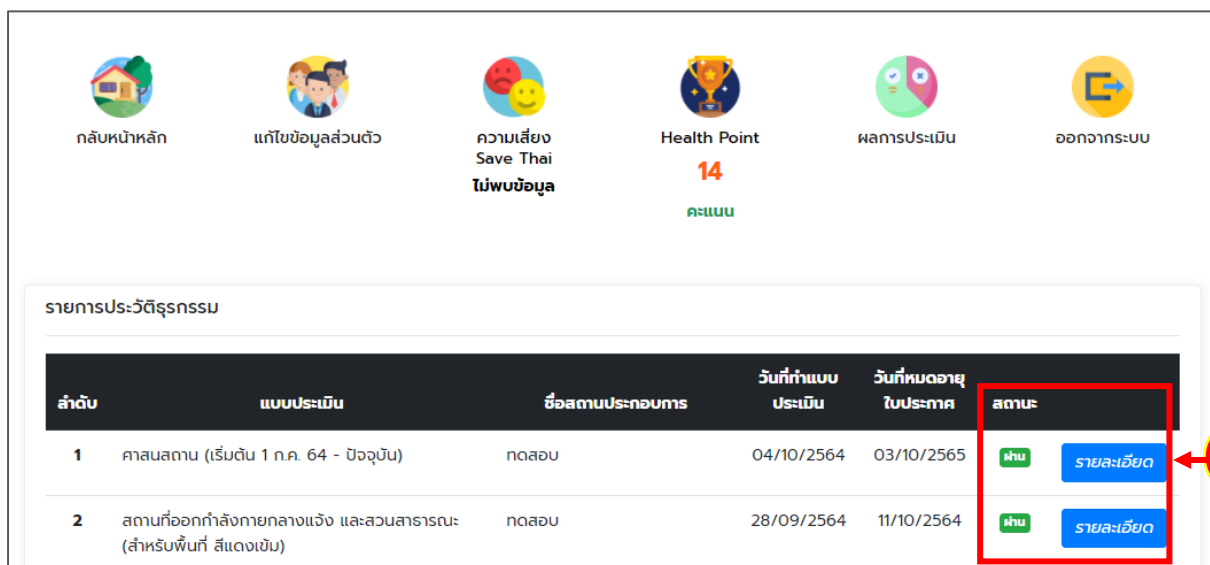 กลับหน้าหลัก
แก้ไขข้อมูลส่วนตัว
ความเสี่ยง
Save Thai
ไม่พบข้อมูล
Health Point
14
คะแนน
ผลการประเมิน
ออกจากระบบ
รายการประวัติธุรกรรม
ลำดับ แบบประเมิน ชื่อสถานประกอบการ วันที่ทำแบบ
ประเมิน วันที่หมดอายุ
ใบประกาศ สถานะ
1 ศาสนสถาน (เริ่มต้น 1 ก.ค. 64 - ปัจจุบัน) ทดสอบ 04/10/2564 03/10/2565 ผ่าน รายละเอียด
2 สถานที่ออกกำลังกายกลางแจ้ง และสวนสาธารณะ ทดสอบ 28/09/2564 11/10/2564 ผ่าน รายละเอียด
(สำหรับพื้นที่ สีแดงเข้ม)